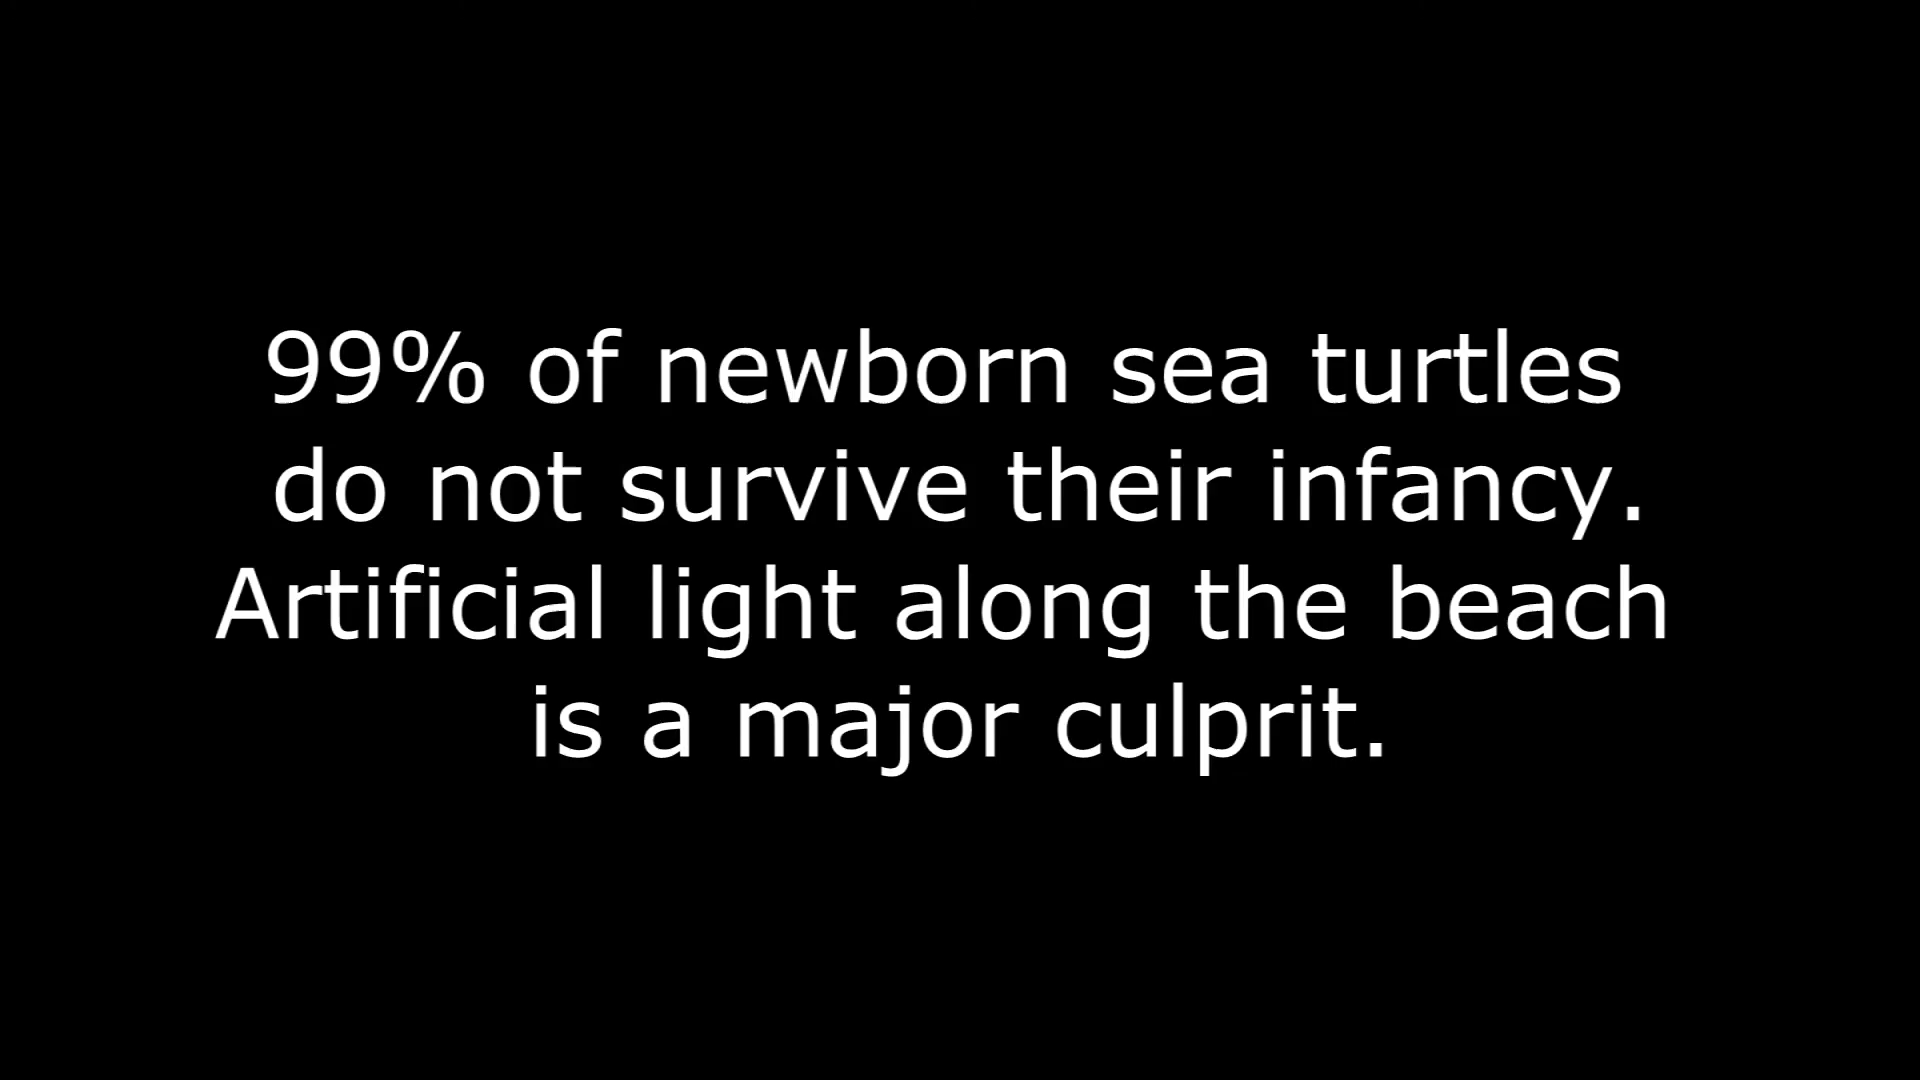 99% of newborn sea turtles
do not survive their infancy.
Artificial light along the beach
is a major culprit.